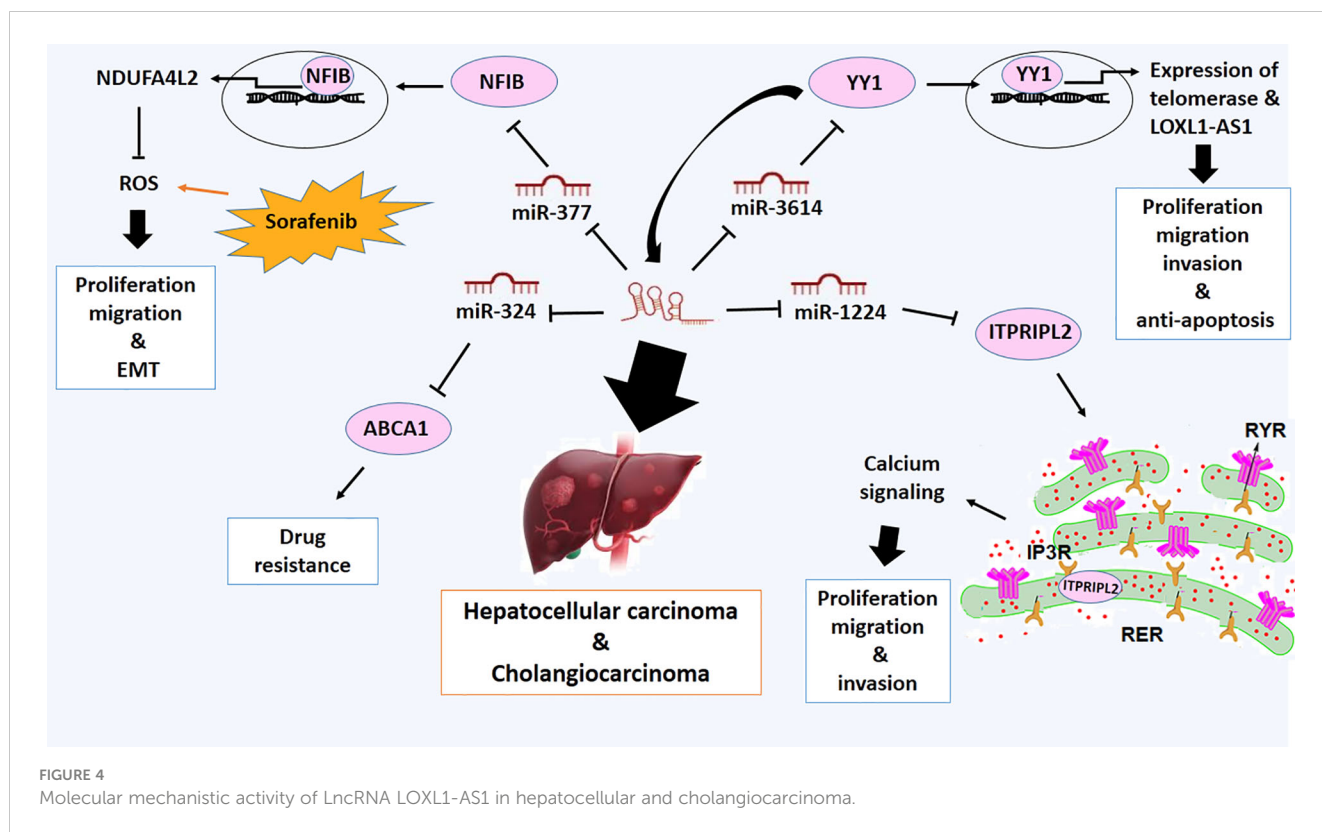 NDUFA4L2
NFIB
NFIB
YY1
YY1
Expression of
telomerase &
LOXL1-AS1
ROS
Sorafenib
miR-377
miR-3614
Proliferation
migration
invasion
&
anti-apoptosis
Proliferation
migration
&
EMT
miR-324
miR-1224
ITPRIPL2
ABCA1
Drug
resistance
Calcium
signaling
RYR
IP3R
ITPRIPL2
RER
Hepatocellular carcinoma
&
Cholangiocarcinoma
Proliferation
migration
&
invasion
FIGURE 4
Molecular mechanistic activity of LncRNA LOXL1-AS1 in hepatocellular and cholangiocarcinoma.